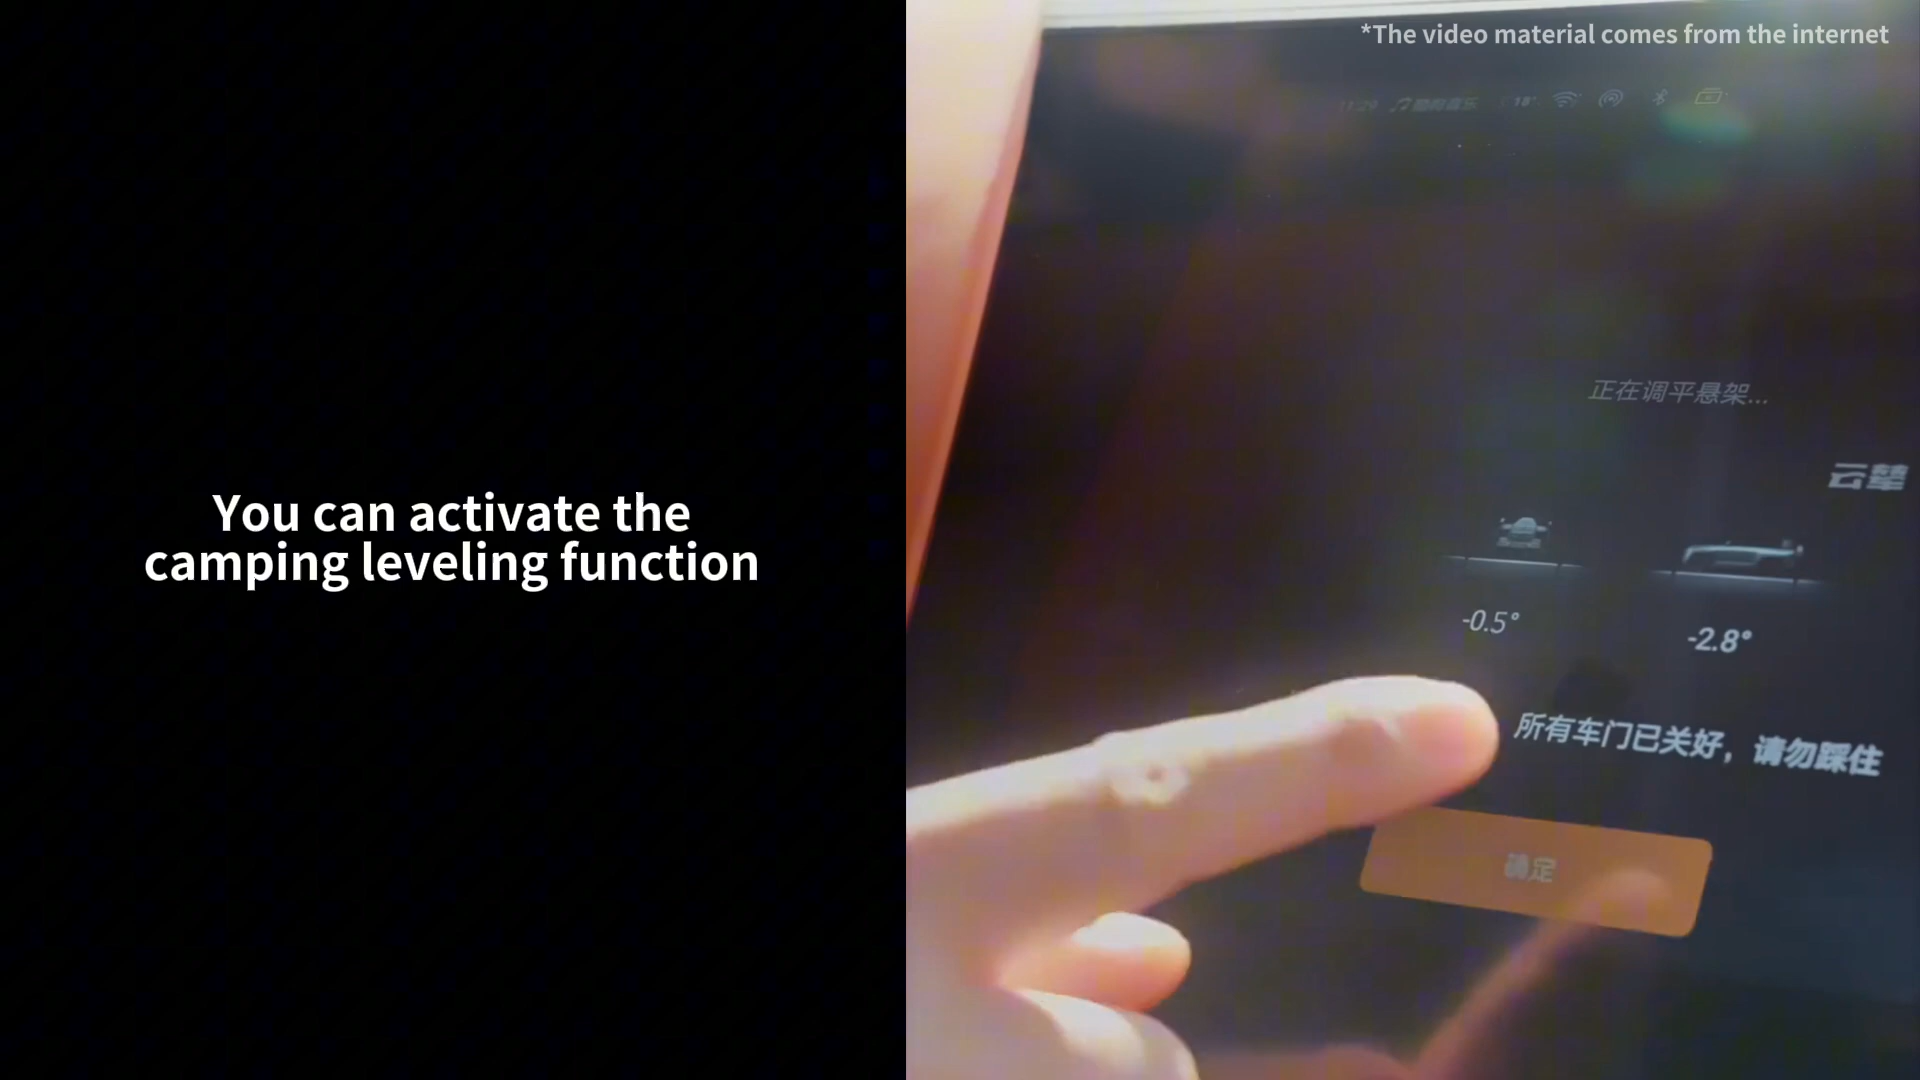 *The video material comes from the internet
正在调平悬架...
云辇
You can activate the
camping leveling function
-0.5°
-2.8°
所有车门已关好，请勿踩住
确定